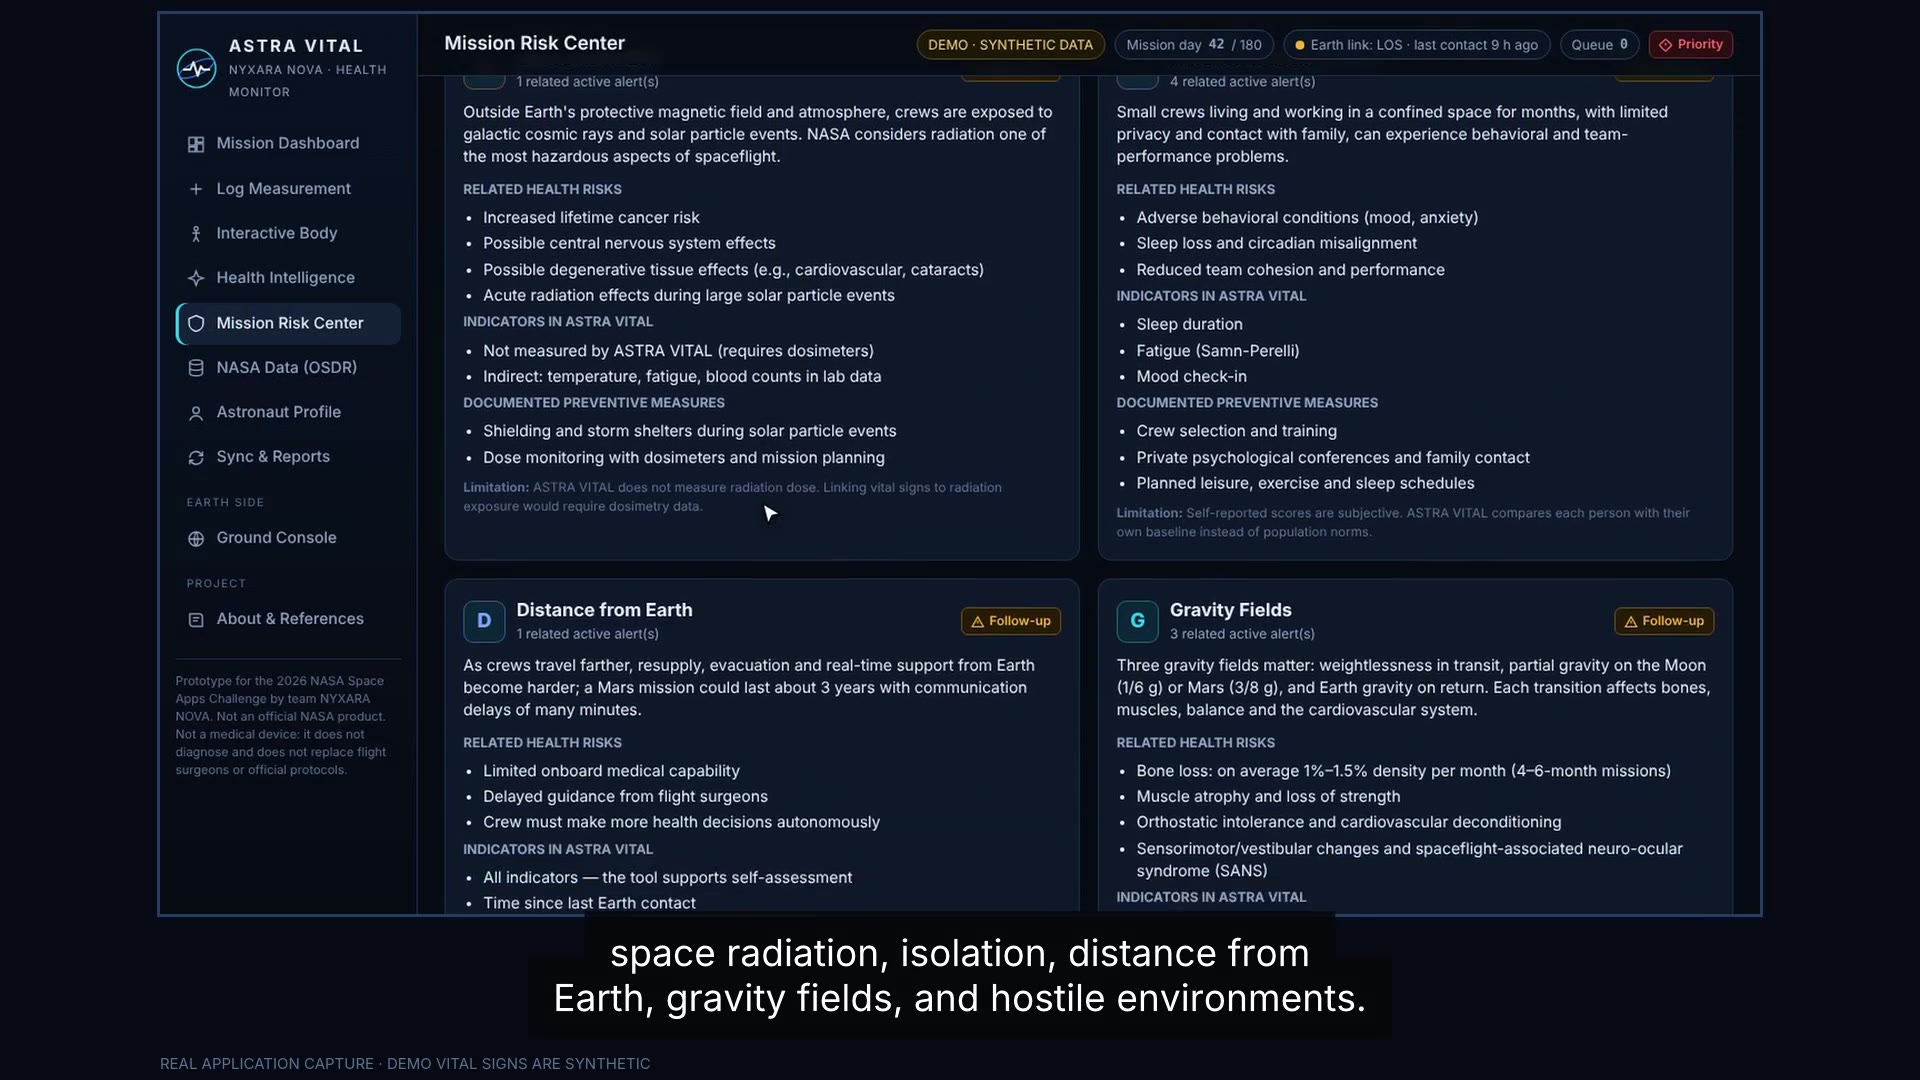 ASTRA VITAL
NYXARA NOVA · HEALTH
MONITOR
Mission Dashboard
Log Measurement
Interactive Body
Health Intelligence
Mission Risk Center
NASA Data (OSDR)
Astronaut Profile
Sync & Reports
EARTH SIDE
Ground Console
PROJECT
About & References
Prototype for the 2026 NASA Space
Apps Challenge by team NYXARA
NOVA. Not an official NASA product.
Not a medical device: it does not
diagnose and does not replace flight
surgeons or official protocols.
Mission Risk Center
DEMO · SYNTHETIC DATA
Mission day 42 / 180
Earth link: LOS · last contact 9 h ago
Queue 0
Priority
1 related active alert(s)
Outside Earth's protective magnetic field and atmosphere, crews are exposed to
galactic cosmic rays and solar particle events. NASA considers radiation one of
the most hazardous aspects of spaceflight.
RELATED HEALTH RISKS
• Increased lifetime cancer risk
• Possible central nervous system effects
• Possible degenerative tissue effects (e.g., cardiovascular, cataracts)
• Acute radiation effects during large solar particle events
INDICATORS IN ASTRA VITAL
• Not measured by ASTRA VITAL (requires dosimeters)
• Indirect: temperature, fatigue, blood counts in lab data
DOCUMENTED PREVENTIVE MEASURES
• Shielding and storm shelters during solar particle events
• Dose monitoring with dosimeters and mission planning
Limitation: ASTRA VITAL does not measure radiation dose. Linking vital signs to radiation
exposure would require dosimetry data.
4 related active alert(s)
Small crews living and working in a confined space for months, with limited
privacy and contact with family, can experience behavioral and team-
performance problems.
RELATED HEALTH RISKS
• Adverse behavioral conditions (mood, anxiety)
• Sleep loss and circadian misalignment
• Reduced team cohesion and performance
INDICATORS IN ASTRA VITAL
• Sleep duration
• Fatigue (Samn-Perelli)
• Mood check-in
DOCUMENTED PREVENTIVE MEASURES
• Crew selection and training
• Private psychological conferences and family contact
• Planned leisure, exercise and sleep schedules
Limitation: Self-reported scores are subjective. ASTRA VITAL compares each person with their
own baseline instead of population norms.
D
Distance from Earth
1 related active alert(s)
Follow-up
As crews travel farther, resupply, evacuation and real-time support from Earth
become harder; a Mars mission could last about 3 years with communication
delays of many minutes.
RELATED HEALTH RISKS
• Limited onboard medical capability
• Delayed guidance from flight surgeons
• Crew must make more health decisions autonomously
INDICATORS IN ASTRA VITAL
• All indicators — the tool supports self-assessment
• Time since last Earth contact
G
Gravity Fields
3 related active alert(s)
Follow-up
Three gravity fields matter: weightlessness in transit, partial gravity on the Moon
(1/6 g) or Mars (3/8 g), and Earth gravity on return. Each transition affects bones,
muscles, balance and the cardiovascular system.
RELATED HEALTH RISKS
• Bone loss: on average 1%–1.5% density per month (4–6-month missions)
• Muscle atrophy and loss of strength
• Orthostatic intolerance and cardiovascular deconditioning
• Sensorimotor/vestibular changes and spaceflight-associated neuro-ocular
syndrome (SANS)
INDICATORS IN ASTRA VITAL
space radiation, isolation, distance from
Earth, gravity fields, and hostile environments.
REAL APPLICATION CAPTURE · DEMO VITAL SIGNS ARE SYNTHETIC